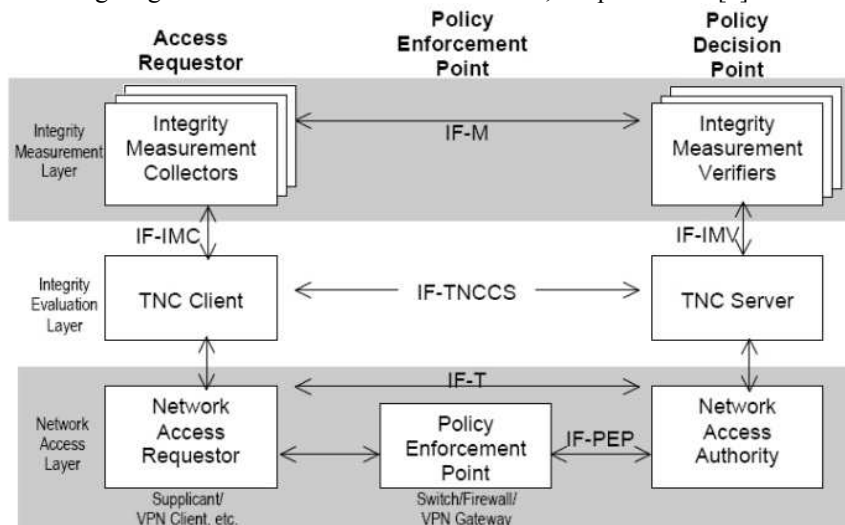 Access
Requestor
Policy
Enforcement
Point
Policy
Decision
Point
Integrity
Measurement
Layer
Integrity
Measurement
Collectors
IF-M
Integrity
Measurement
Verifiers
IF-IMC
IF-IMV
Integrity
Evaluation
Layer
TNC Client
IF-TNCCS
TNC Server
Network
Access
Layer
Network
Access
Requestor
IF-T
Policy
Enforcement
Point
IF-PEP
Network
Access
Authority
Supplicant/
VPN Client, etc.
Switch/Firewall/
VPN Gateway